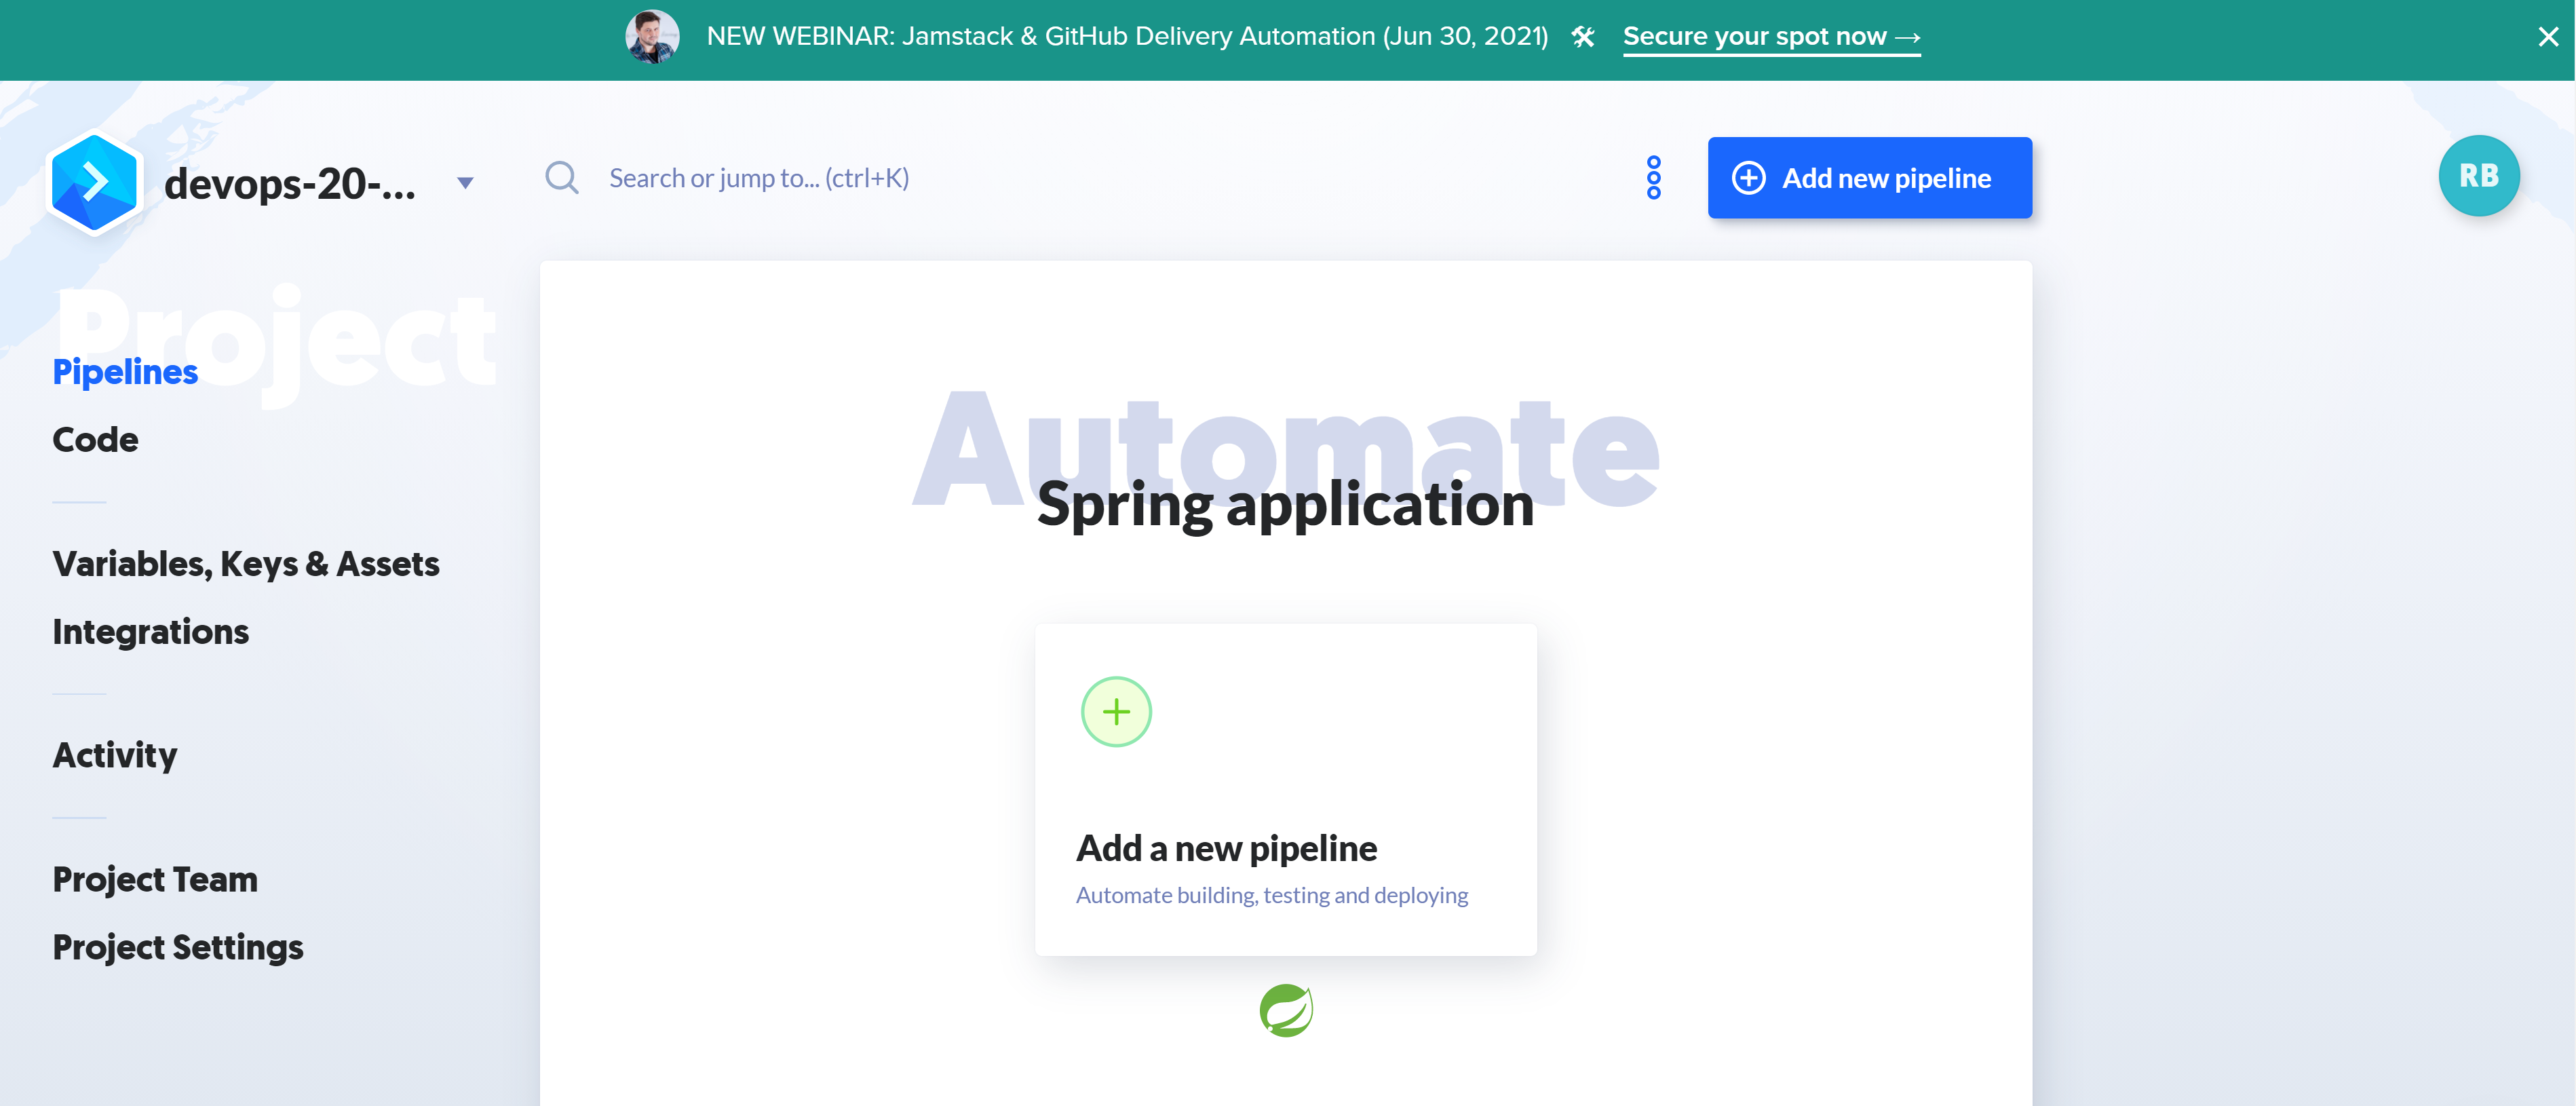 NEW WEBINAR: Jamstack & GitHub Delivery Automation (Jun 30, 2021) 🛠 Secure your spot now →
devops-20-...
Search or jump to... (ctrl+K)
Add new pipeline
RB
Project
Pipelines
Code
Variables, Keys & Assets
Integrations
Activity
Project Team
Project Settings
Automate
Spring application
Add a new pipeline
Automate building, testing and deploying